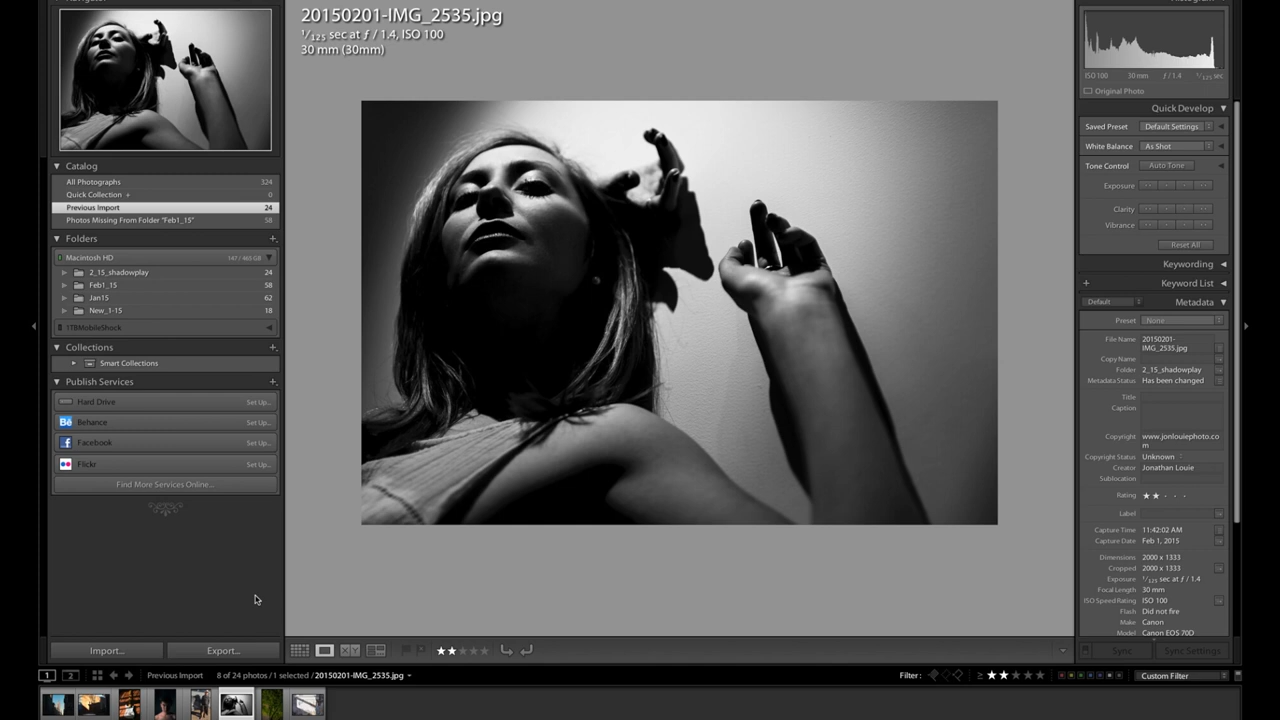 20150201-IMG_2535.jpg
1/125 sec at ƒ / 1.4, ISO 100
30 mm (30mm)
Catalog
All Photographs 324
Quick Collection + 0
Previous Import 24
Photos Missing From Folder "Feb1_15" 58
Folders +
Macintosh HD 147 / 465 GB
2_15_shadowplay 24
Feb1_15 58
Jan15 62
New_1-15 18
1TBMobileShock
Collections +
Smart Collections
Publish Services +
Hard Drive Set Up...
Bē Behance Set Up...
f Facebook Set Up...
Flickr Set Up...
Find More Services Online...
Import... Export...
ISO 100 30 mm ƒ / 1.4 1/125 sec
Original Photo
Quick Develop
Saved Preset Default Settings
White Balance As Shot
Tone Control Auto Tone
Exposure
Clarity
Vibrance
Reset All
Keywording
+ Keyword List
Default Metadata
Preset None
File Name 20150201-
IMG_2535.jpg
Copy Name
Folder 2_15_shadowplay
Metadata Status Has been changed
Title
Caption
Copyright www.jonlouiephoto.co
m
Copyright Status Unknown
Creator Jonathan Louie
Sublocation
Rating ★ ★ · · ·
Label
Capture Time 11:42:02 AM
Capture Date Feb 1, 2015
Dimensions 2000 x 1333
Cropped 2000 x 1333
Exposure 1/125 sec at ƒ / 1.4
Focal Length 30 mm
ISO Speed Rating ISO 100
Flash Did not fire
Make Canon
Model Canon EOS 70D
Sync Sync Settings
XY
1 2 Previous Import 8 of 24 photos / 1 selected / 20150201-IMG_2535.jpg
Filter: ≥ ★★★★★ Custom Filter